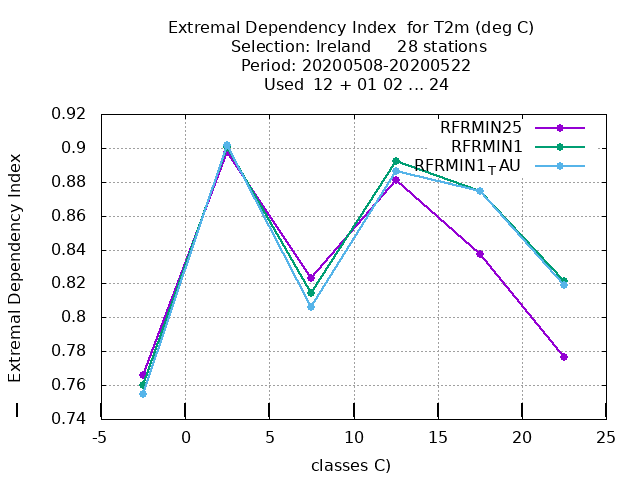 Extremal Dependency Index  for T2m (deg C)
Selection: Ireland     28 stations
Period: 20200508-20200522
Used  12 + 01 02 ... 24
RFRMIN25
RFRMIN1
RFRMIN1TAU
Extremal Dependency Index
0.92
0.9
0.88
0.86
0.84
0.82
0.8
0.78
0.76
0.74
-5
0
5
10
15
20
25
classes C)